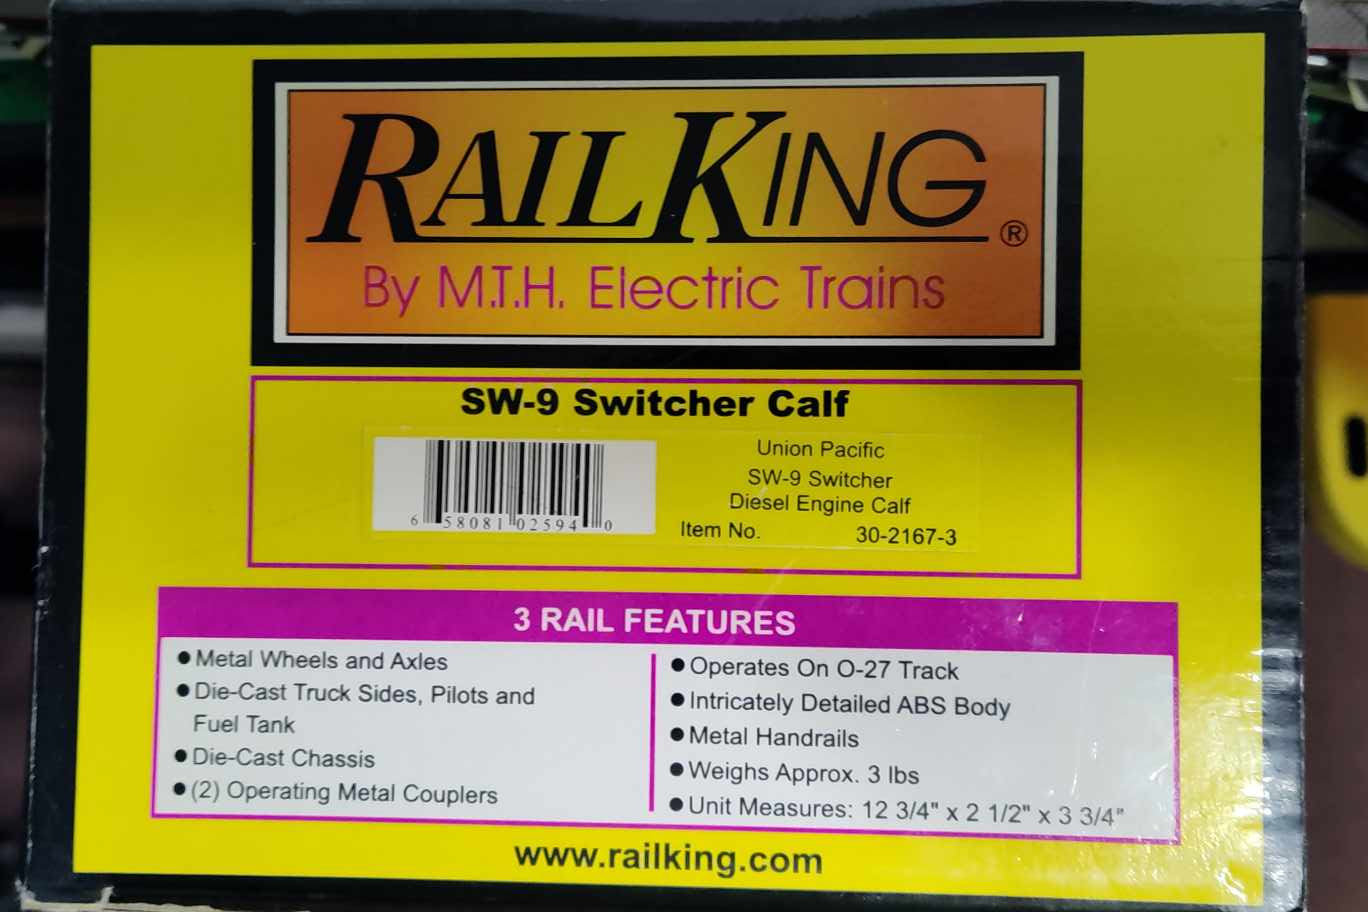 RAILKING®
By M.T.H. Electric Trains
SW-9 Switcher Calf
6 58081 02594 0
Union Pacific
SW-9 Switcher
Diesel Engine Calf
Item No. 30-2167-3
3 RAIL FEATURES
● Metal Wheels and Axles
● Die-Cast Truck Sides, Pilots and
Fuel Tank
● Die-Cast Chassis
● (2) Operating Metal Couplers
● Operates On O-27 Track
● Intricately Detailed ABS Body
● Metal Handrails
● Weighs Approx. 3 lbs
● Unit Measures: 12 3/4" x 2 1/2" x 3 3/4"
www.railking.com